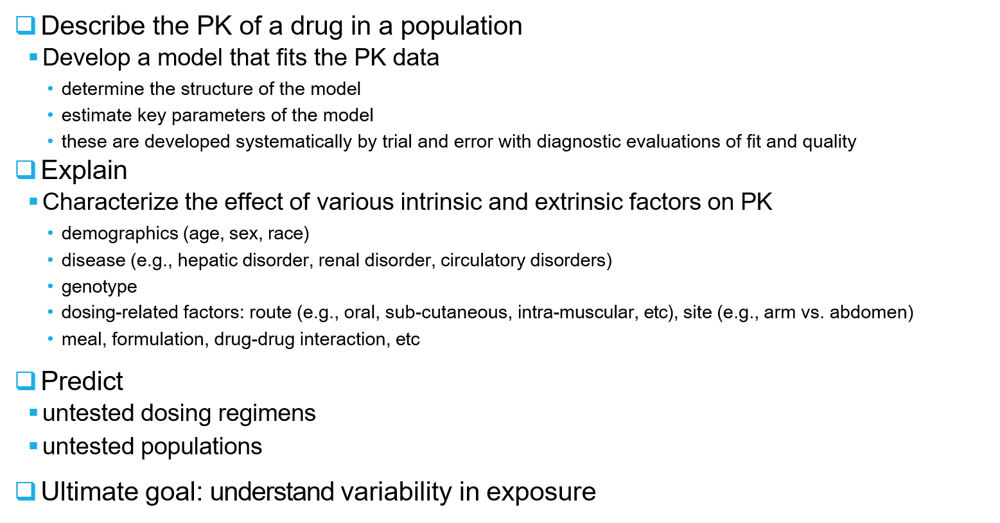 Describe the PK of a drug in a population
Develop a model that fits the PK data
determine the structure of the model
estimate key parameters of the model
these are developed systematically by trial and error with diagnostic evaluations of fit and quality
Explain
Characterize the effect of various intrinsic and extrinsic factors on PK
demographics (age, sex, race)
disease (e.g., hepatic disorder, renal disorder, circulatory disorders)
genotype
dosing-related factors: route (e.g., oral, sub-cutaneous, intra-muscular, etc), site (e.g., arm vs. abdomen)
meal, formulation, drug-drug interaction, etc
Predict
untested dosing regimens
untested populations
Ultimate goal: understand variability in exposure